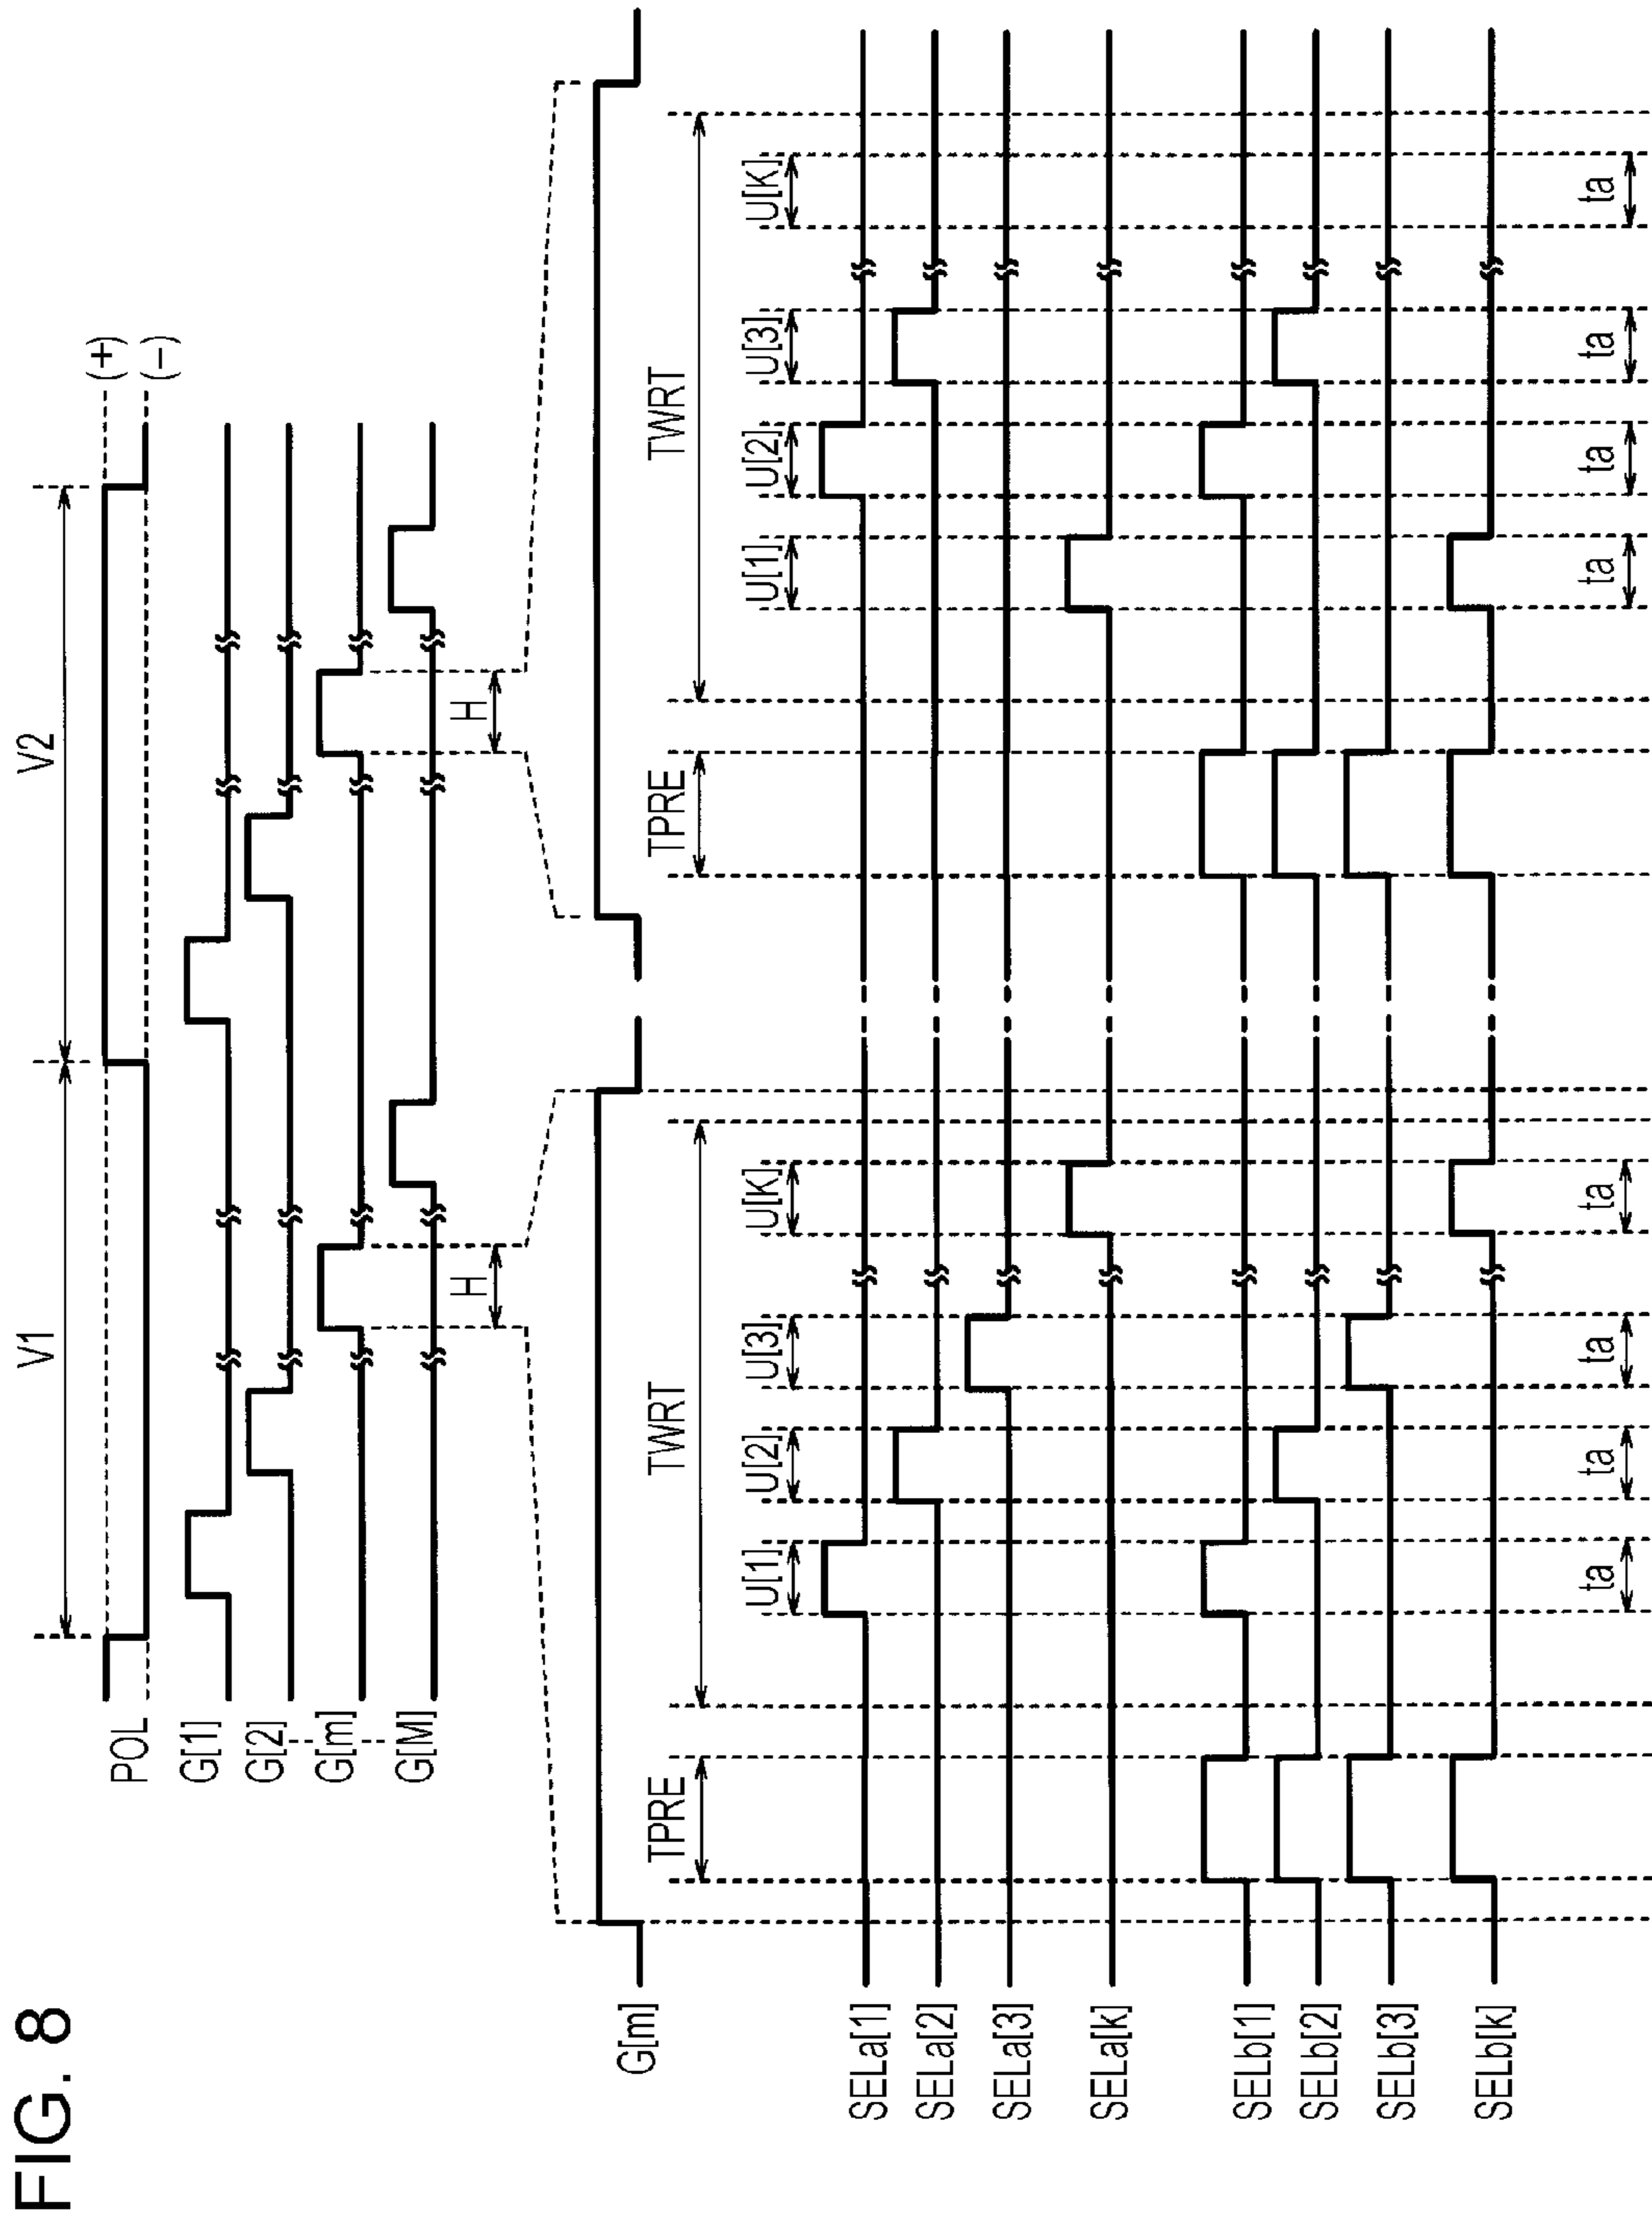 FIG. 8
V1 V2
POL (+)
(-)
G[1]
G[2]
G[m]
G[M]
H H
G[m]
TPRE TWRT TPRE TWRT
U[1] U[2] U[3] U[K] U[1] U[2] U[3] U[K]
SELa[1]
SELa[2]
SELa[3]
SELa[k]
SELb[1]
SELb[2]
SELb[3]
SELb[k]
ta ta ta ta ta ta ta ta